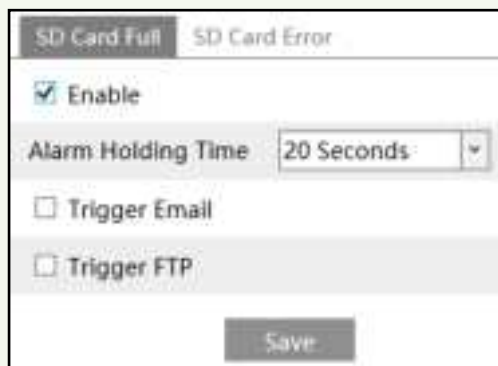 SD Card Full SD Card Error
Enable
Alarm Holding Time 20 Seconds
Trigger Email
Trigger FTP
Save